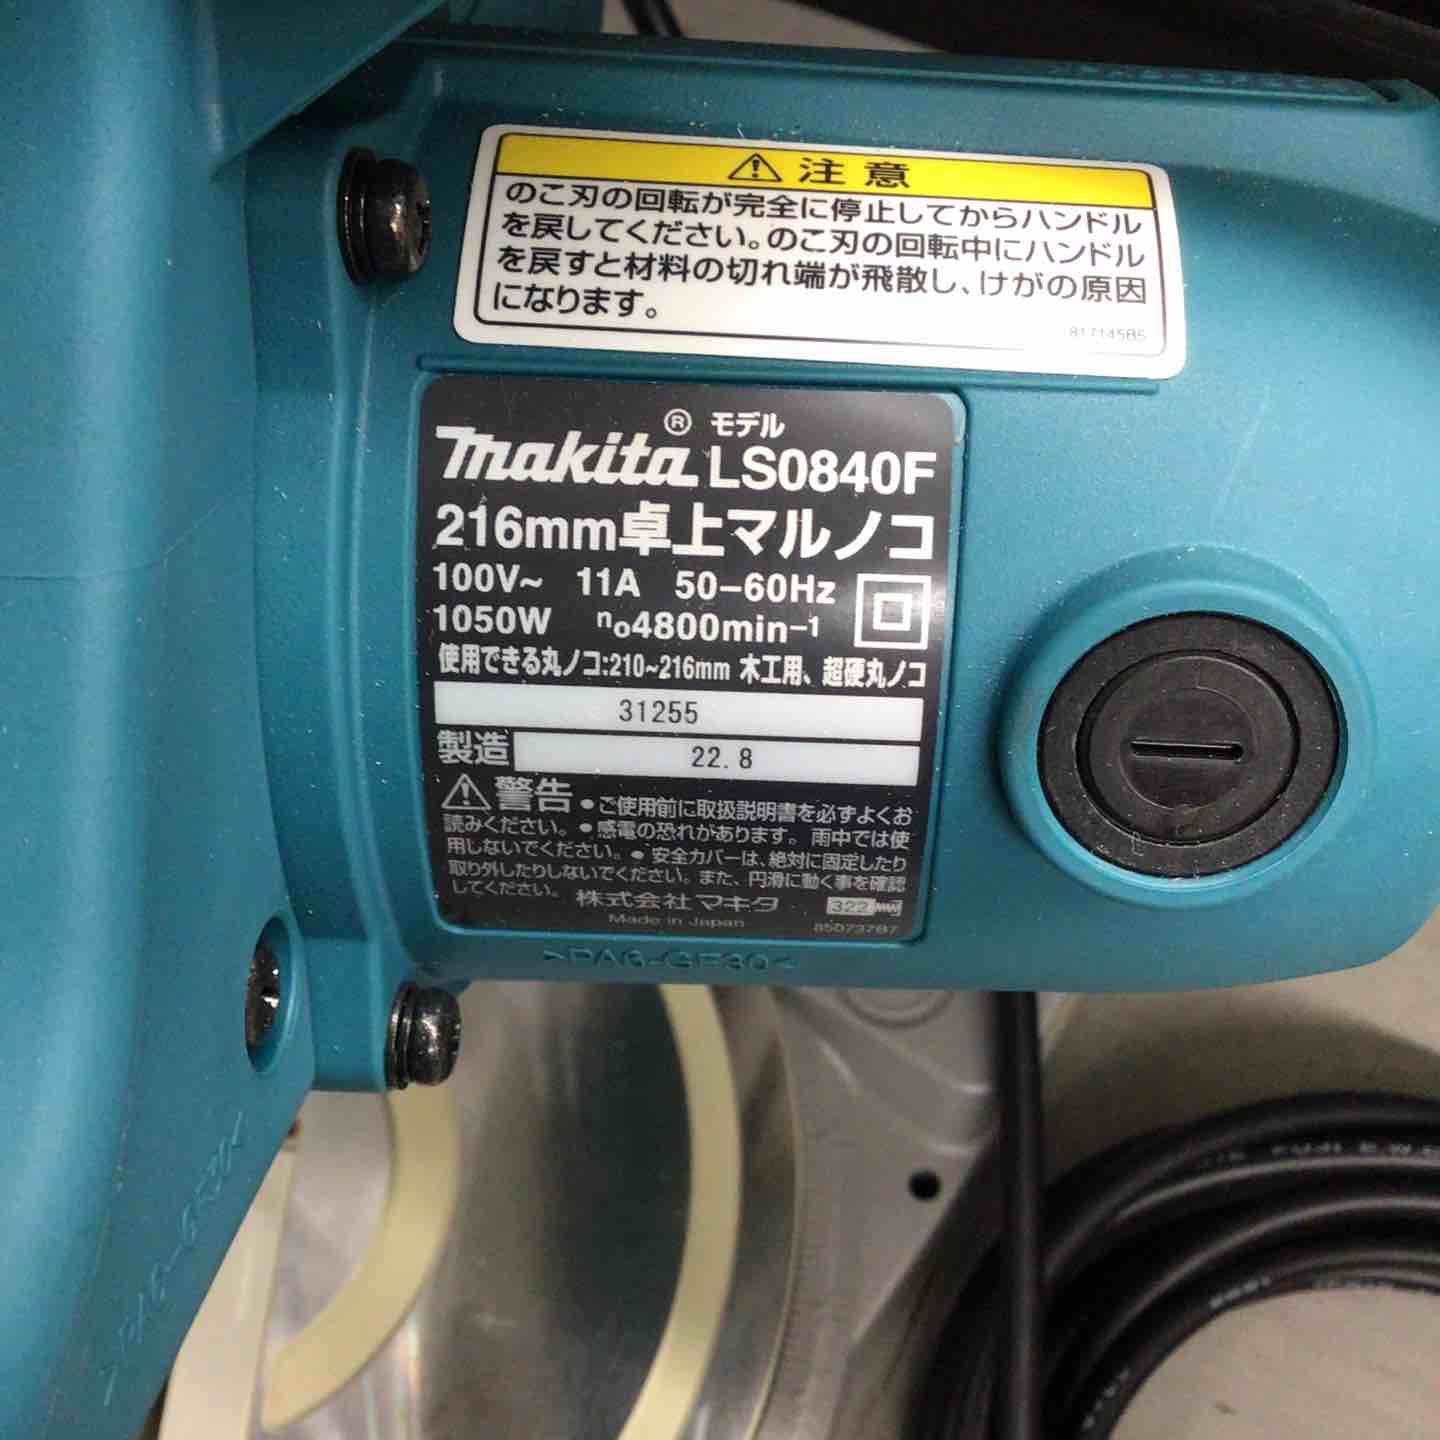 注意
のこ刃の回転が完全に停止してからハンドル
を戻してください。のこ刃の回転中にハンドル
を戻すと材料の切れ端が飛散し、けがの原因
になります。
817145B5
makita® モデル LS0840F
216mm卓上マルノコ
100V~ 11A 50-60Hz
1050W n₀4800min⁻¹
使用できる丸ノコ:210~216mm 木工用、超硬丸ノコ
31255
製造 22.8
警告 ●ご使用前に取扱説明書を必ずよくお
読みください。●感電の恐れがあります。雨中では使
用しないでください。●安全カバーは、絶対に固定したり
取り外したりしないでください。また、円滑に動く事を確認
してください。
株式会社マキタ 322
Made in Japan 85D737B7
>PA6-GF30<
FUJI E.W.C